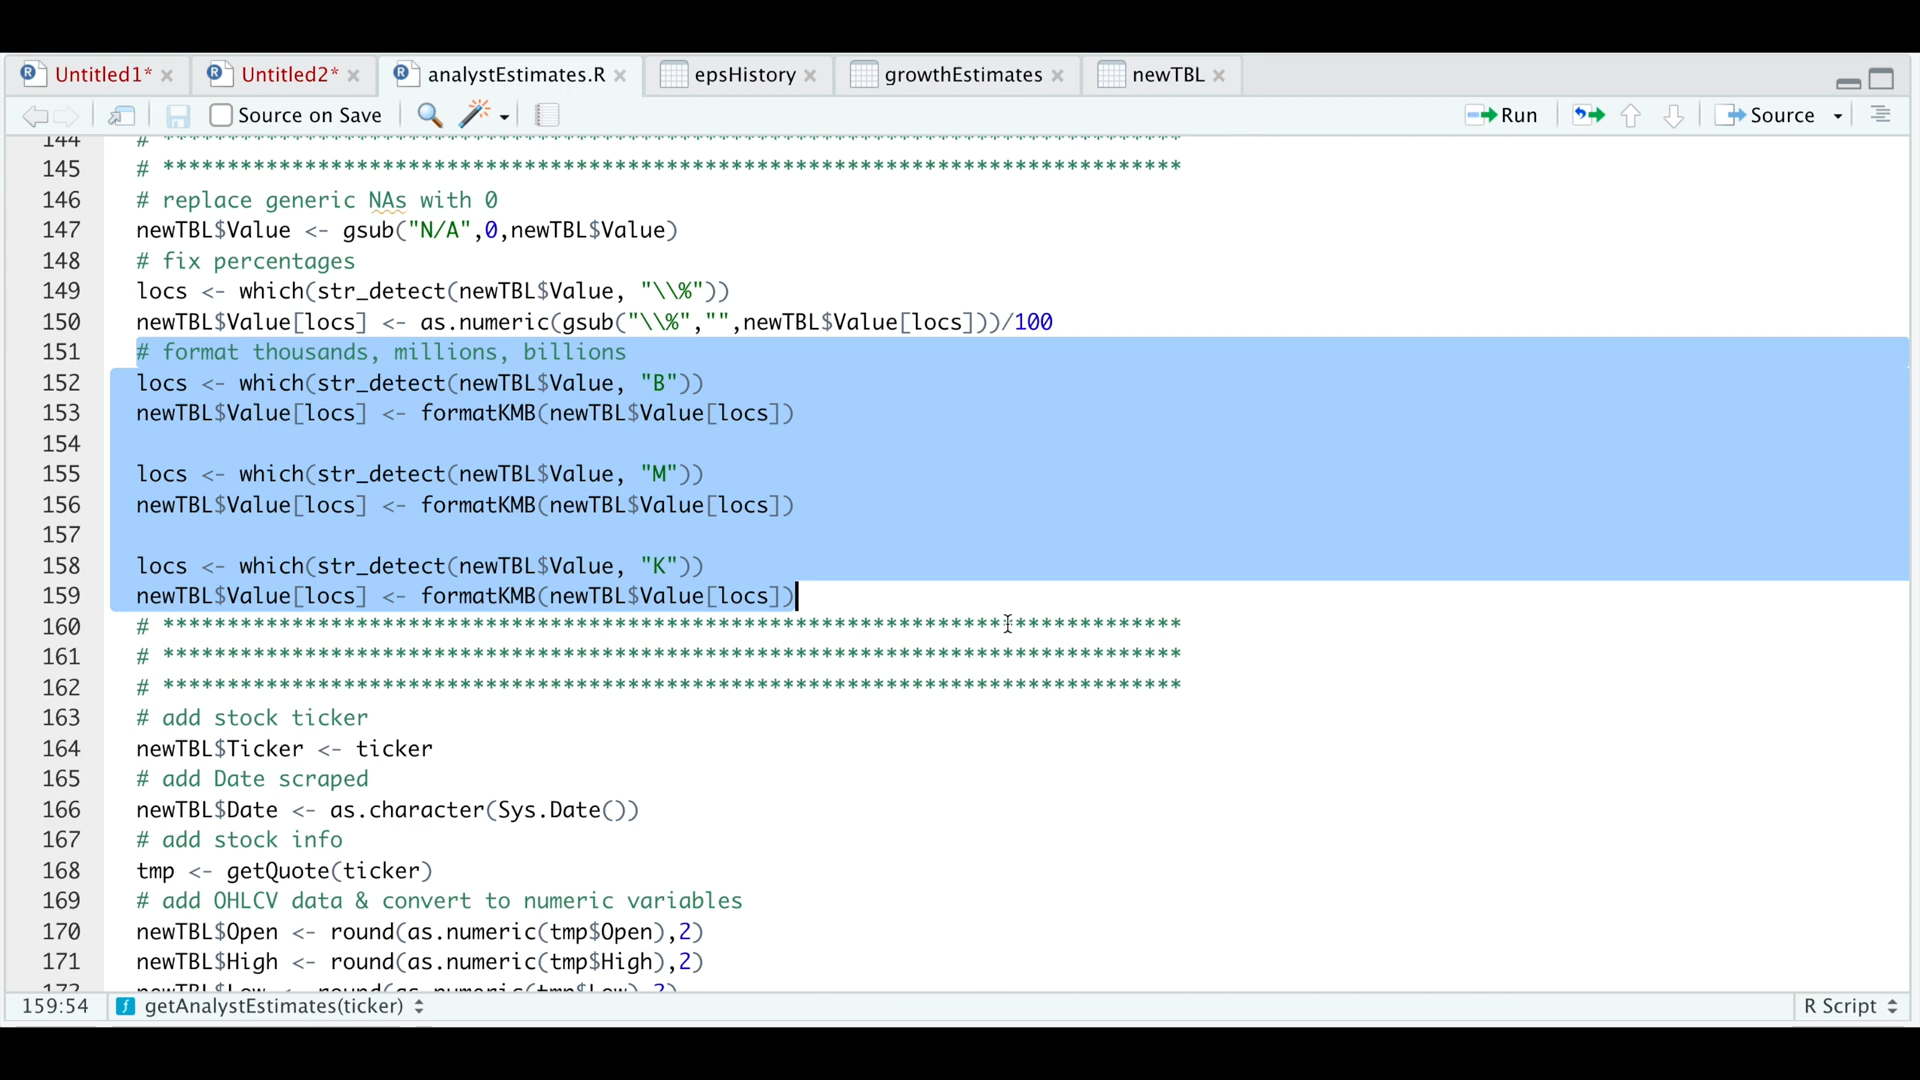 Untitled1* × Untitled2* × analystEstimates.R × epsHistory × growthEstimates × newTBL ×
Source on Save Run Source
144 # *******************************************************************************
145 # *******************************************************************************
146 # replace generic NAs with 0
147 newTBL$Value <- gsub("N/A",0,newTBL$Value)
148 # fix percentages
149 locs <- which(str_detect(newTBL$Value, "\\%"))
150 newTBL$Value[locs] <- as.numeric(gsub("\\%","",newTBL$Value[locs]))/100
151 # format thousands, millions, billions
152 locs <- which(str_detect(newTBL$Value, "B"))
153 newTBL$Value[locs] <- formatKMB(newTBL$Value[locs])
154
155 locs <- which(str_detect(newTBL$Value, "M"))
156 newTBL$Value[locs] <- formatKMB(newTBL$Value[locs])
157
158 locs <- which(str_detect(newTBL$Value, "K"))
159 newTBL$Value[locs] <- formatKMB(newTBL$Value[locs])
160 # *******************************************************************************
161 # *******************************************************************************
162 # *******************************************************************************
163 # add stock ticker
164 newTBL$Ticker <- ticker
165 # add Date scraped
166 newTBL$Date <- as.character(Sys.Date())
167 # add stock info
168 tmp <- getQuote(ticker)
169 # add OHLCV data & convert to numeric variables
170 newTBL$Open <- round(as.numeric(tmp$Open),2)
171 newTBL$High <- round(as.numeric(tmp$High),2)
172 newTBL$Low <- round(as.numeric(tmp$Low),2)
159:54 getAnalystEstimates(ticker) R Script